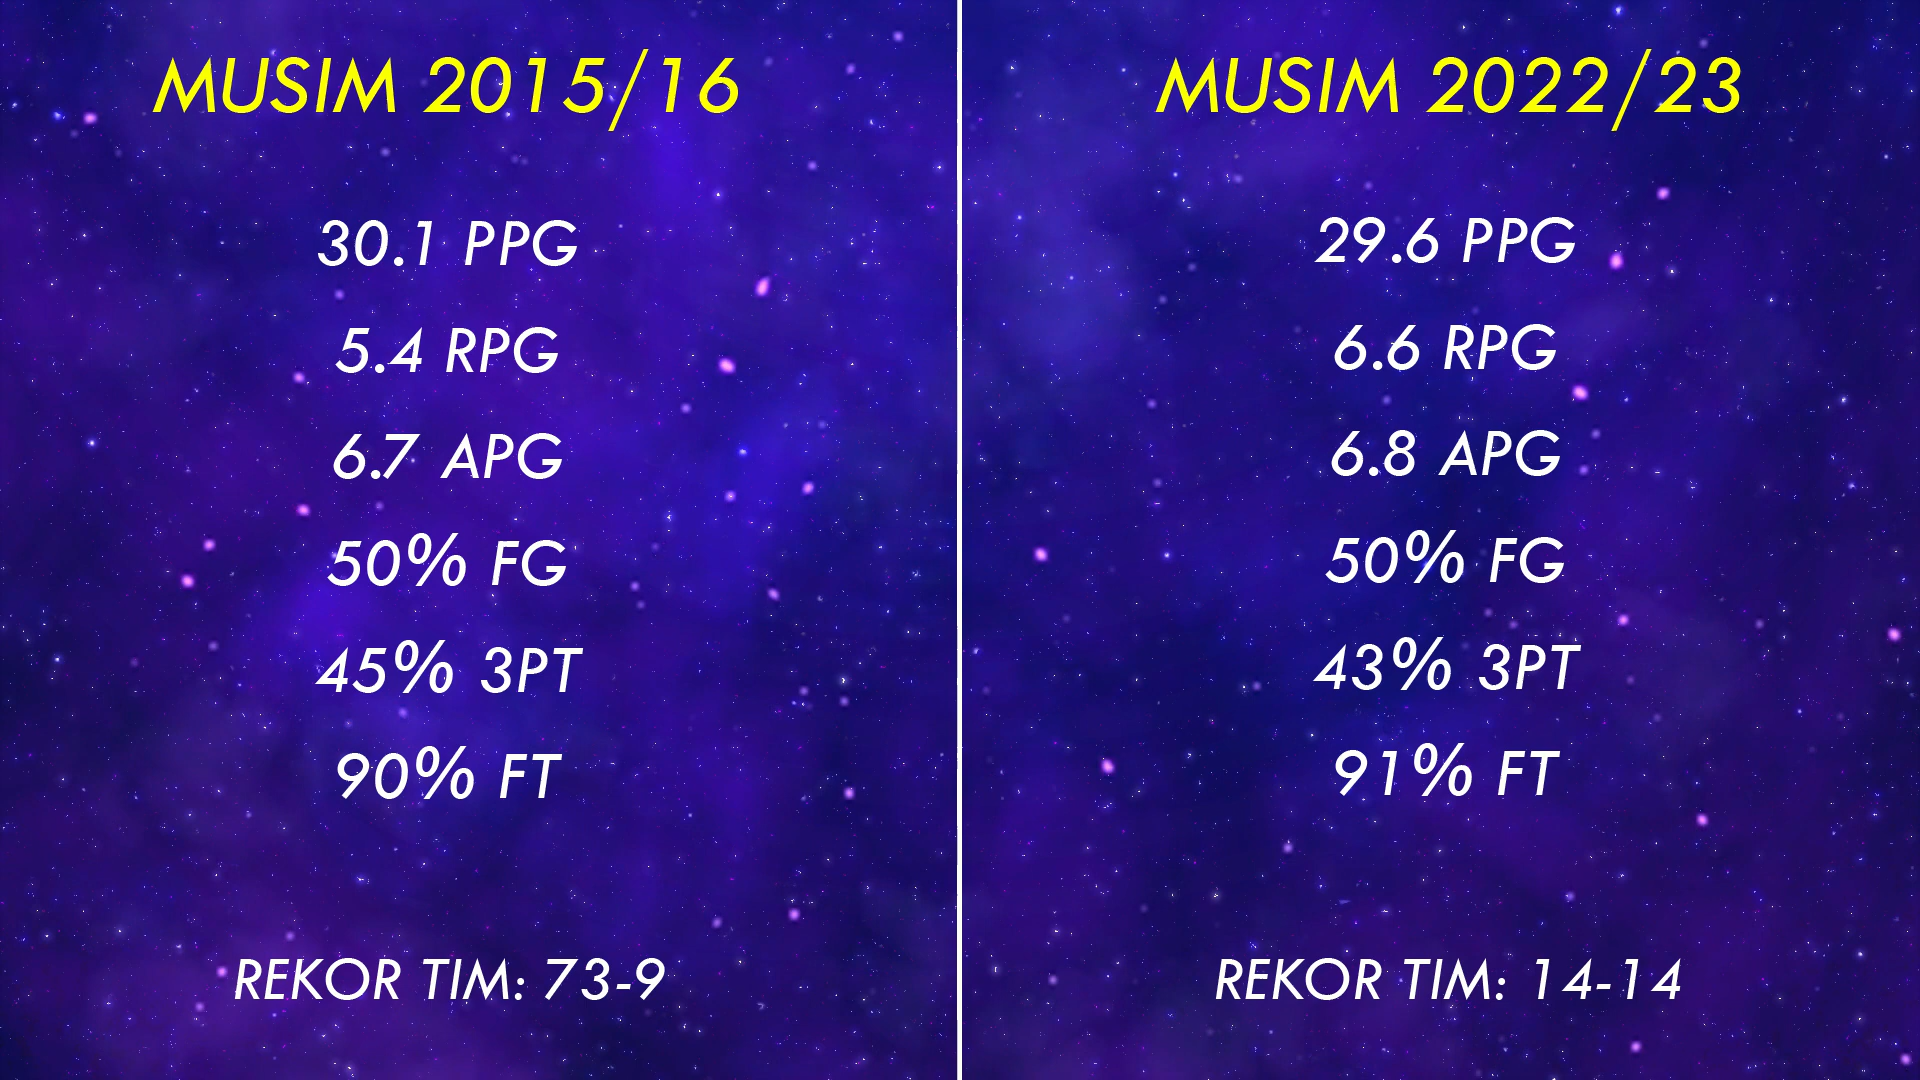 MUSIM 2015/16
30.1 PPG
5.4 RPG
6.7 APG
50% FG
45% 3PT
90% FT
REKOR TIM: 73-9
MUSIM 2022/23
29.6 PPG
6.6 RPG
6.8 APG
50% FG
43% 3PT
91% FT
REKOR TIM: 14-14